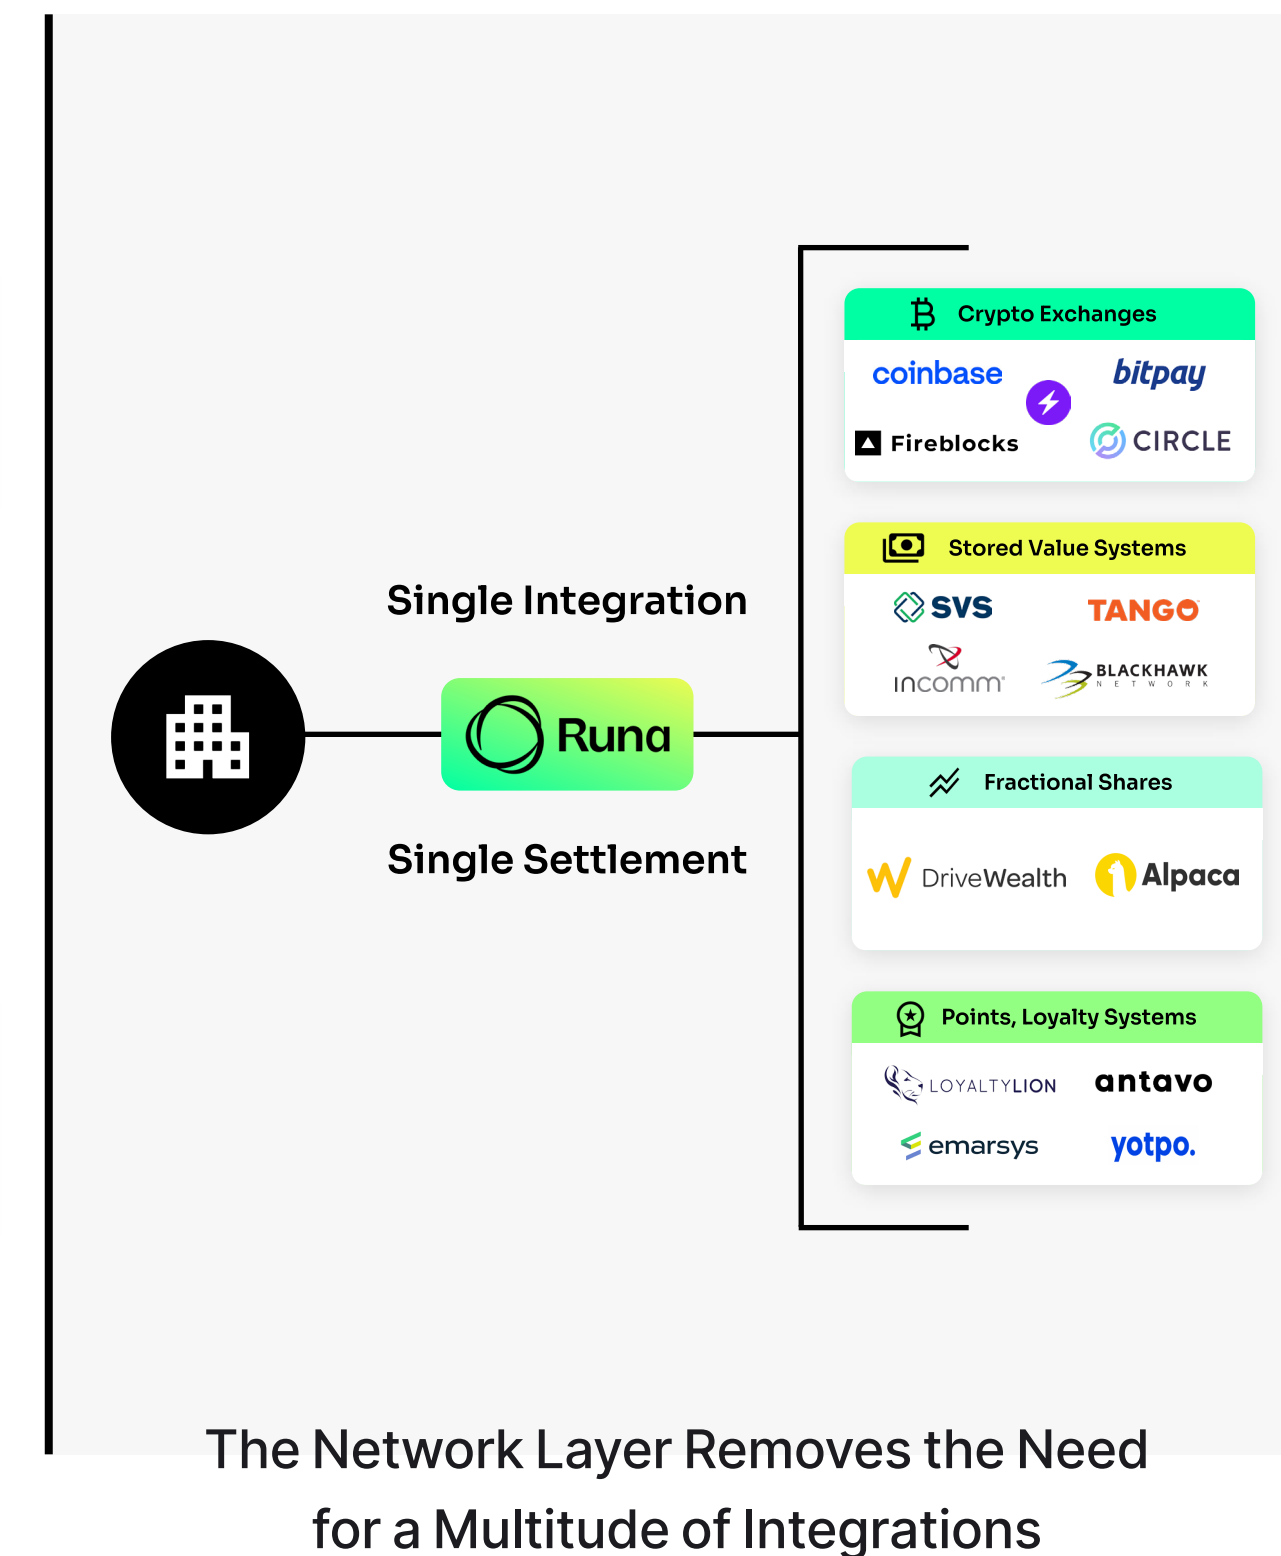 Crypto Exchanges
coinbase
bitpay
Fireblocks
CIRCLE
Stored Value Systems
SVS
TANGO
INCOMM
BLACKHAWK
NETWORK
Single Integration
Runa
Single Settlement
Fractional Shares
DriveWealth
Alpaca
Points, Loyalty Systems
LOYALTYLION
antavo
emarsys
yotpo.
The Network Layer Removes the Need
for a Multitude of Integrations